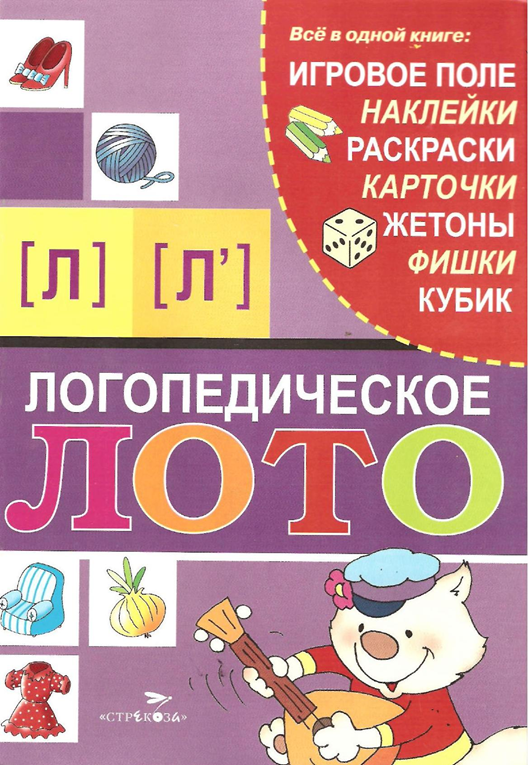 Всё в одной книге:
ИГРОВОЕ ПОЛЕ
НАКЛЕЙКИ
РАСКРАСКИ
КАРТОЧКИ
ЖЕТОНЫ
ФИШКИ
КУБИК
[Л] [Л’]
ЛОГОПЕДИЧЕСКОЕ
ЛОТО
«СТРЕКОЗА»